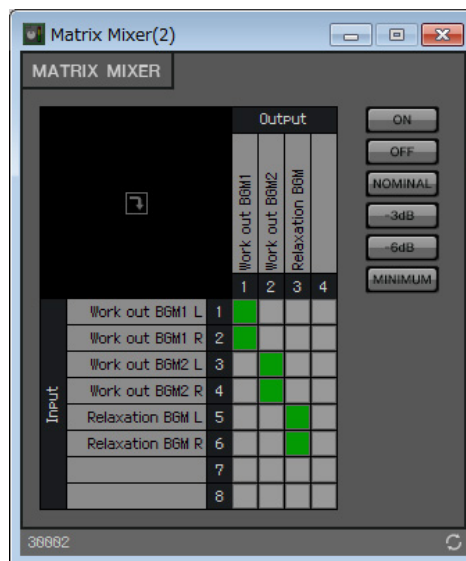 Matrix Mixer(2)
MATRIX MIXER
Output
Work out BGM1
Work out BGM2
Relaxation BGM
1 2 3 4
Input
Work out BGM1 L 1
Work out BGM1 R 2
Work out BGM2 L 3
Work out BGM2 R 4
Relaxation BGM L 5
Relaxation BGM R 6
7
8
ON
OFF
NOMINAL
-3dB
-6dB
MINIMUM
30002